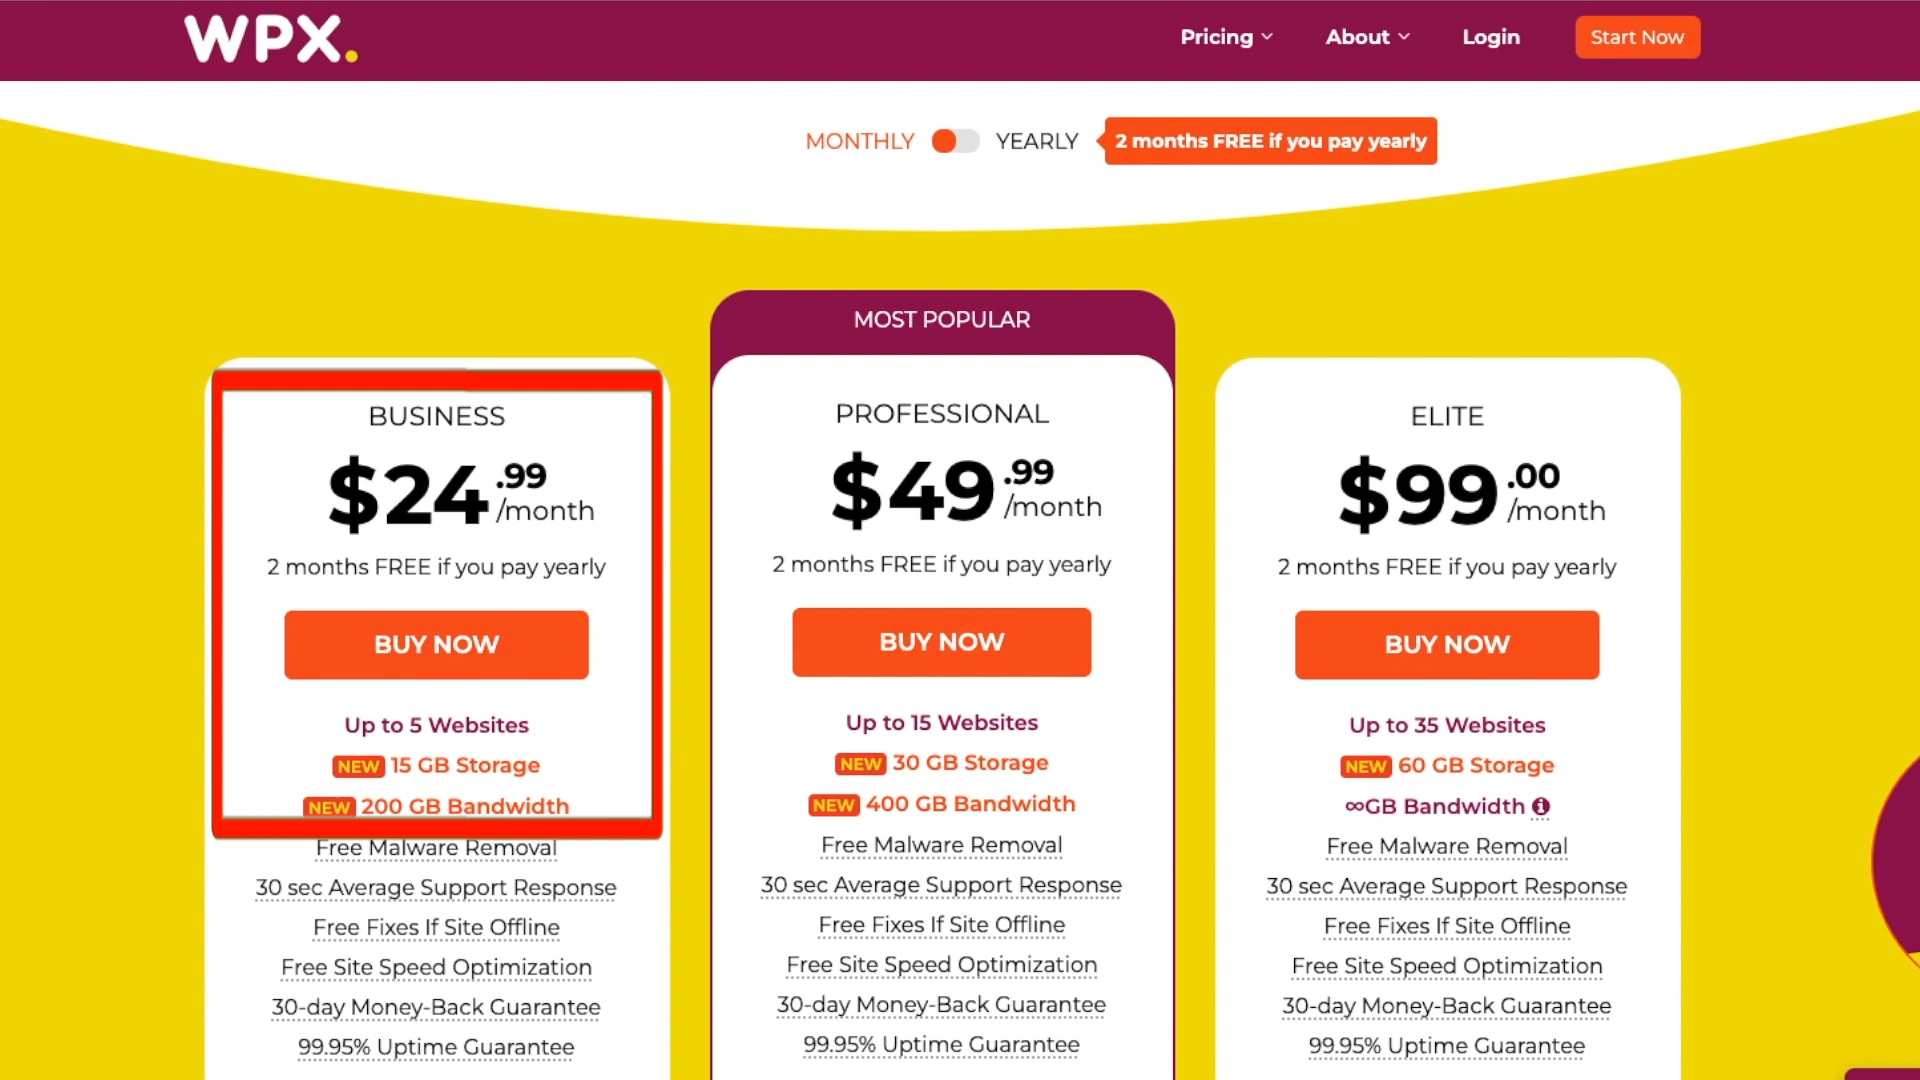 WPX.
Pricing
About
Login
Start Now
MONTHLY
YEARLY
2 months FREE if you pay yearly
BUSINESS
$24.99/month
2 months FREE if you pay yearly
BUY NOW
Up to 5 Websites
NEW 15 GB Storage
NEW 200 GB Bandwidth
Free Malware Removal
30 sec Average Support Response
Free Fixes If Site Offline
Free Site Speed Optimization
30-day Money-Back Guarantee
99.95% Uptime Guarantee
MOST POPULAR
PROFESSIONAL
$49.99/month
2 months FREE if you pay yearly
BUY NOW
Up to 15 Websites
NEW 30 GB Storage
NEW 400 GB Bandwidth
Free Malware Removal
30 sec Average Support Response
Free Fixes If Site Offline
Free Site Speed Optimization
30-day Money-Back Guarantee
99.95% Uptime Guarantee
ELITE
$99.00/month
2 months FREE if you pay yearly
BUY NOW
Up to 35 Websites
NEW 60 GB Storage
∞GB Bandwidth
Free Malware Removal
30 sec Average Support Response
Free Fixes If Site Offline
Free Site Speed Optimization
30-day Money-Back Guarantee
99.95% Uptime Guarantee